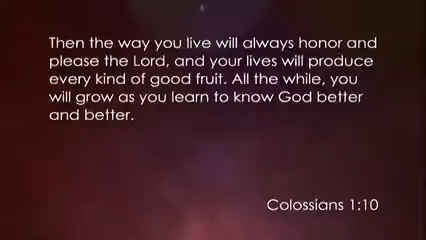 Then the way you live will always honor and
please the Lord, and your lives will produce
every kind of good fruit. All the while, you
will grow as you learn to know God better
and better.
Colossians 1:10